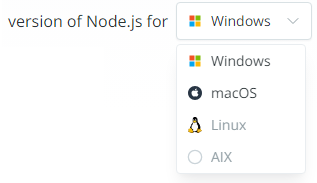 version of Node.js for Windows
Windows
macOS
Linux
AIX